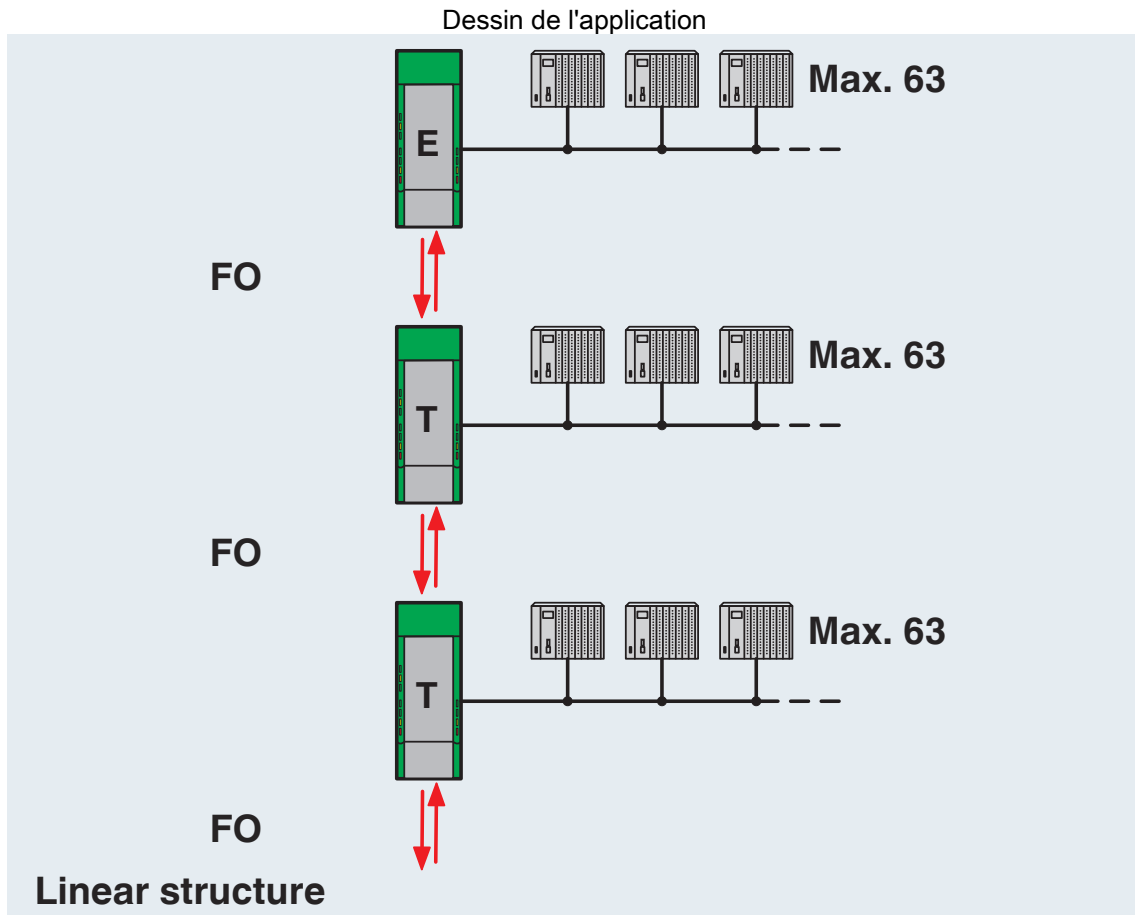 Dessin de l'application
Max. 63
E
FO
Max. 63
T
FO
Max. 63
T
FO
Linear structure